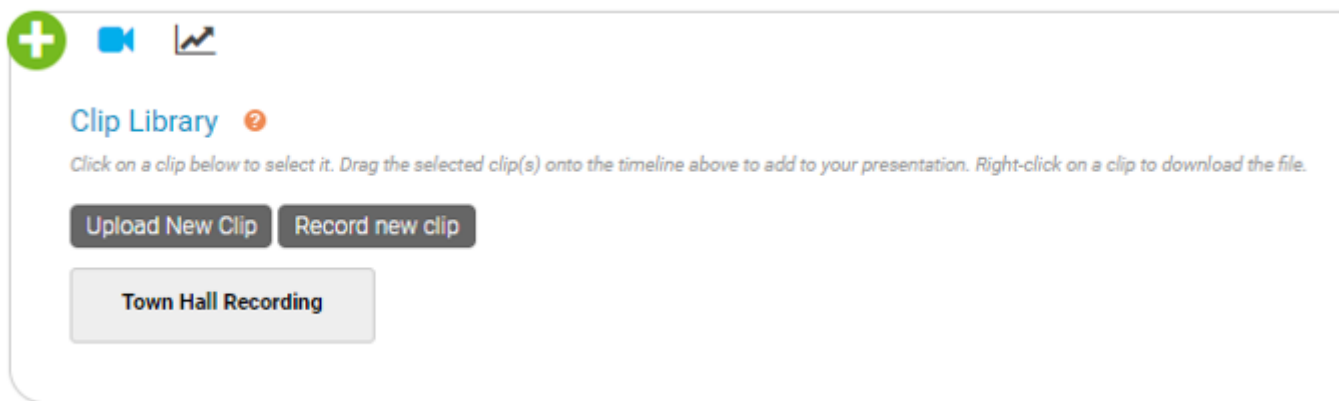 Clip Library
Click on a clip below to select it. Drag the selected clip(s) onto the timeline above to add to your presentation. Right-click on a clip to download the file.
Upload New Clip Record new clip
Town Hall Recording